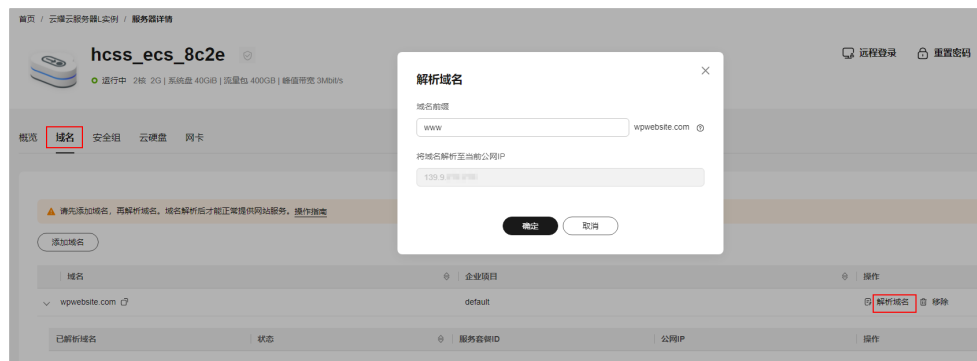 首页 / 云耀云服务器L实例 / 服务器详情
hcss_ecs_8c2e
远程登录 重置密码
运行中 2核 2G | 系统盘 40GiB | 流量包 400GB | 峰值带宽 3Mbit/s
解析域名
域名前缀
www wpwebsite.com
将域名解析至当前公网IP
139.9.
确定 取消
概览 域名 安全组 云硬盘 网卡
请先添加域名，再解析域名。域名解析后才能正常提供网站服务。操作指南
添加域名
域名 企业项目 操作
wpwebsite.com default 解析域名 移除
已解析域名 状态 服务套餐ID 公网IP 操作